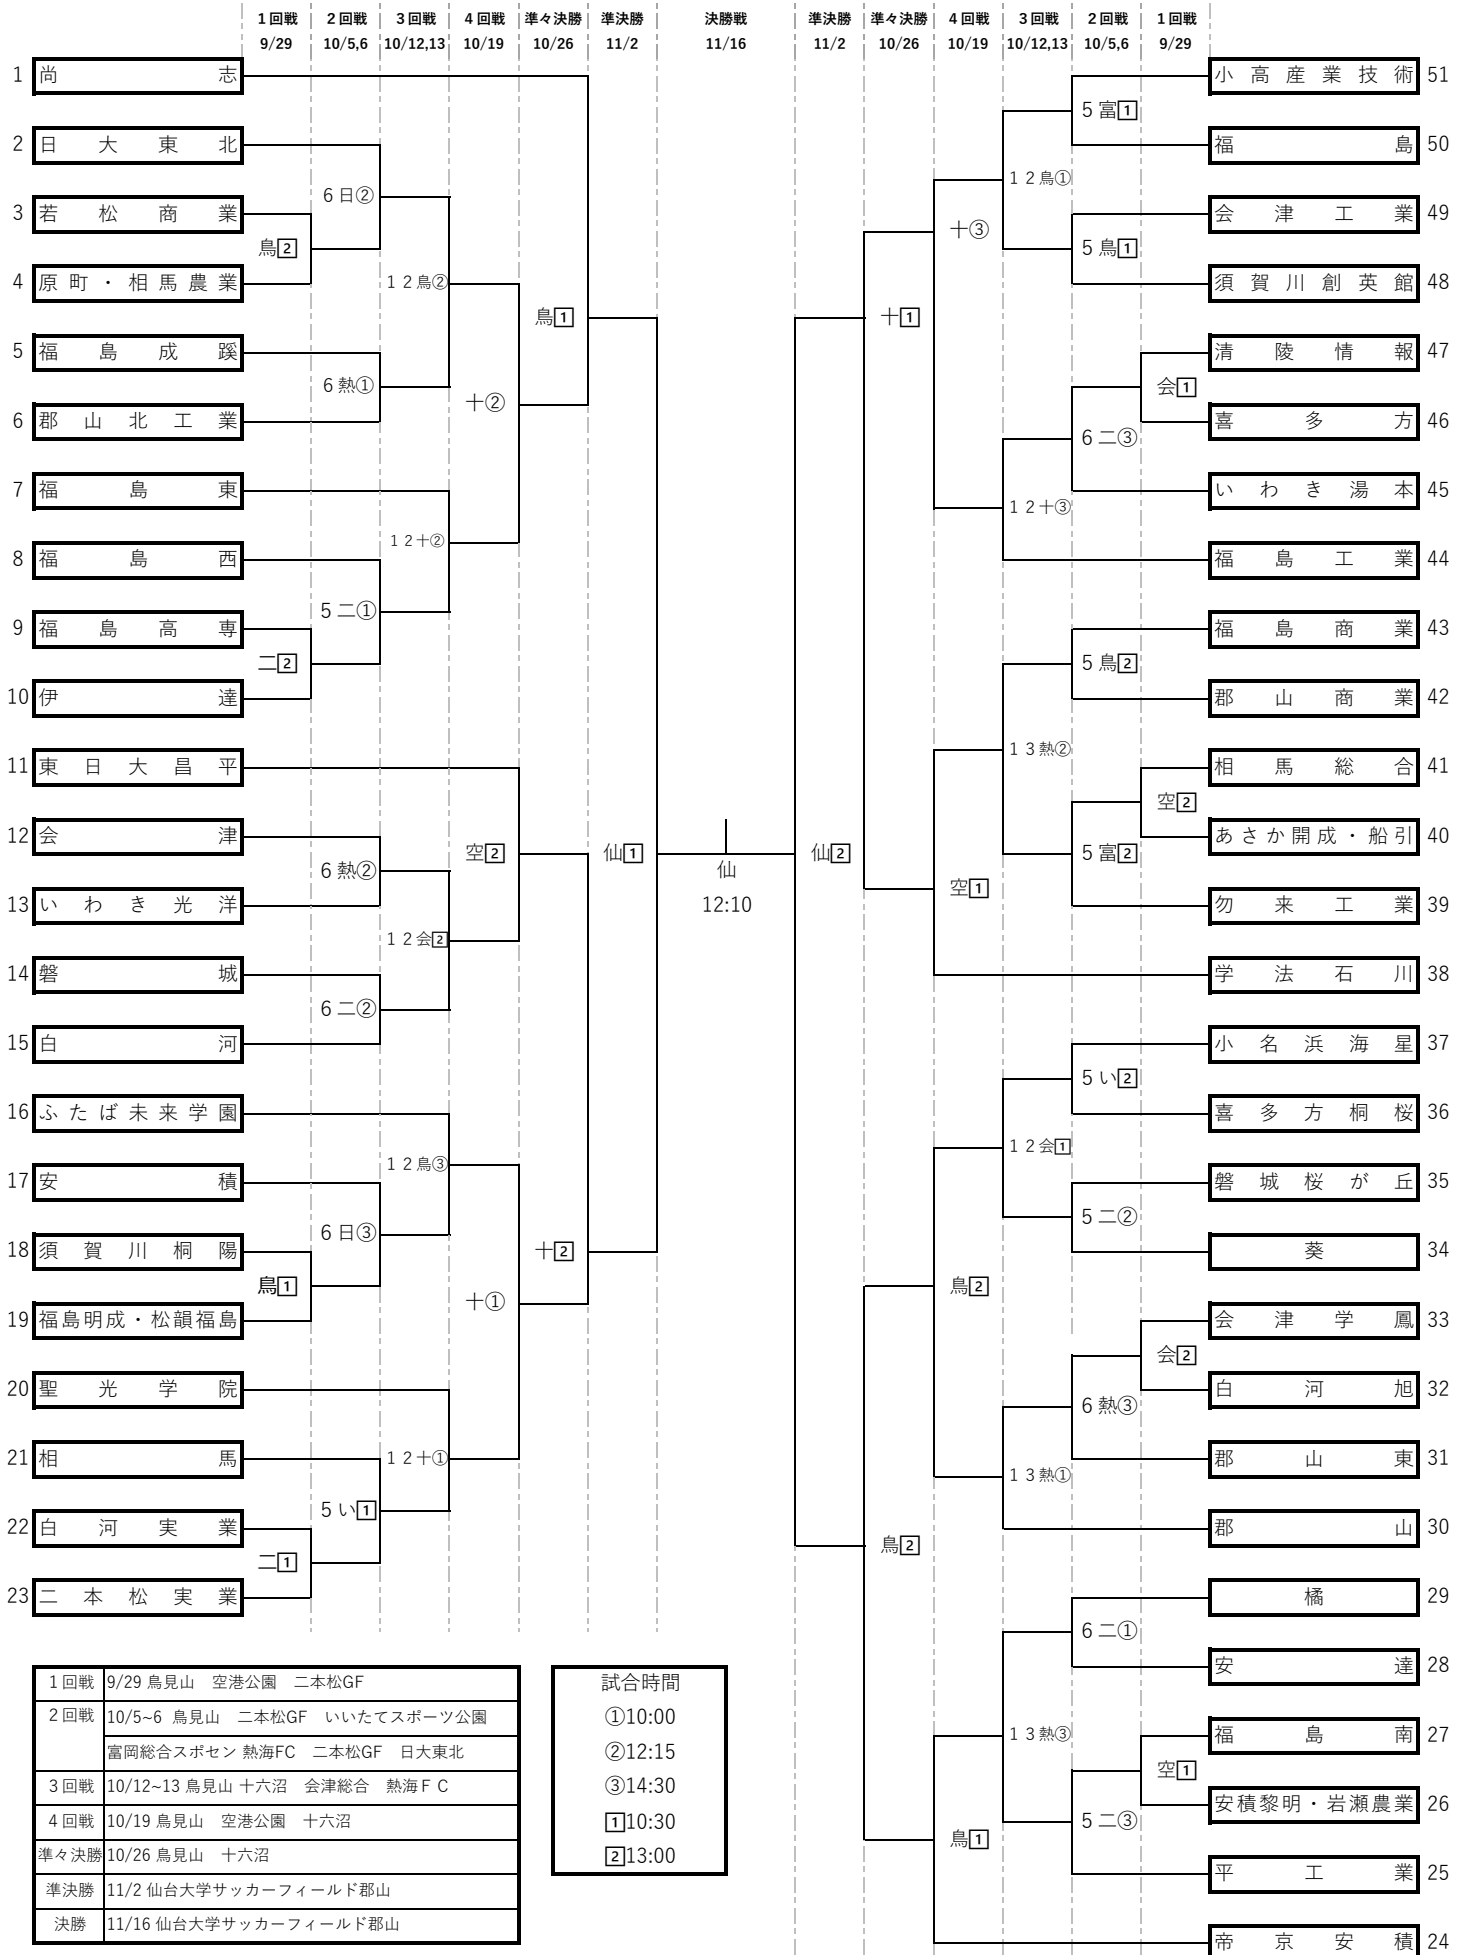 1回戦 2回戦 3回戦 4回戦 準々決勝 準決勝 決勝戦 準決勝 準々決勝 4回戦 3回戦 2回戦 1回戦
9/29 10/5,6 10/12,13 10/19 10/26 11/2 11/16 11/2 10/26 10/19 10/12,13 10/5,6 9/29
1 尚志
2 日大東北
3 若松商業
4 原町・相馬農業
5 福島成蹊
6 郡山北工業
7 福島東
8 福島西
9 福島高専
10 伊達
11 東日大昌平
12 会津
13 いわき光洋
14 磐城
15 白河
16 ふたば未来学園
17 安積
18 須賀川桐陽
19 福島明成・松韻福島
20 聖光学院
21 相馬
22 白河実業
23 二本松実業
鳥2
二2
鳥1
二1
6日②
6熱①
5二①
6熱②
6二②
6日③
5い1
12鳥②
12十②
12会2
12鳥③
12十①
十②
空2
十①
鳥1
十2
仙1
仙
12:10
仙2
十1
鳥2
十③
空1
鳥2
鳥1
12鳥①
12十③
13熱②
12会1
13熱①
13熱③
5富1
5鳥1
6二③
5鳥2
5富2
5い2
5二②
6熱③
6二①
5二③
会1
空2
会2
空1
小高産業技術 51
福島 50
会津工業 49
須賀川創英館 48
清陵情報 47
喜多方 46
いわき湯本 45
福島工業 44
福島商業 43
郡山商業 42
相馬総合 41
あさか開成・船引 40
勿来工業 39
学法石川 38
小名浜海星 37
喜多方桐桜 36
磐城桜が丘 35
葵 34
会津学鳳 33
白河旭 32
郡山東 31
郡山 30
橘 29
安達 28
福島南 27
安積黎明・岩瀬農業 26
平工業 25
帝京安積 24
1回戦 9/29 鳥見山 空港公園 二本松GF
2回戦 10/5~6 鳥見山 二本松GF いいたてスポーツ公園
富岡総合スポセン 熱海FC 二本松GF 日大東北
3回戦 10/12~13 鳥見山 十六沼 会津総合 熱海ＦＣ
4回戦 10/19 鳥見山 空港公園 十六沼
準々決勝 10/26 鳥見山 十六沼
準決勝 11/2 仙台大学サッカーフィールド郡山
決勝 11/16 仙台大学サッカーフィールド郡山
試合時間
①10:00
②12:15
③14:30
1 10:30
2 13:00